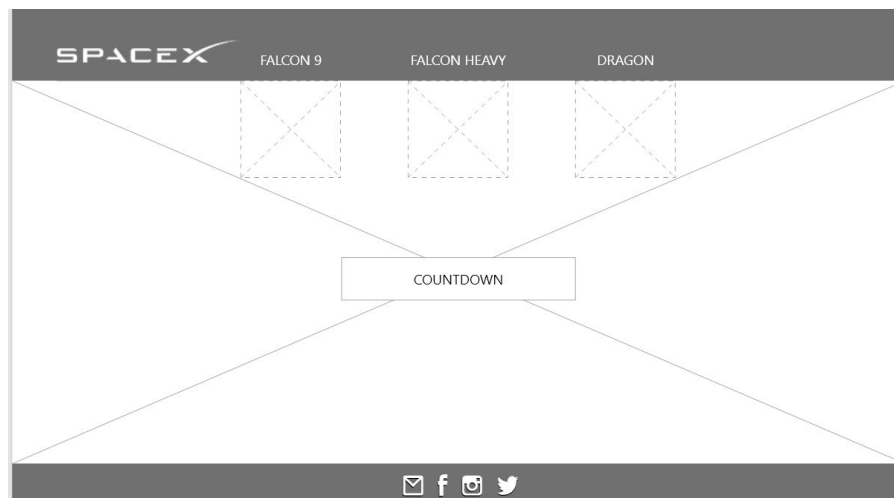 SPACEX
FALCON 9
FALCON HEAVY
DRAGON
COUNTDOWN